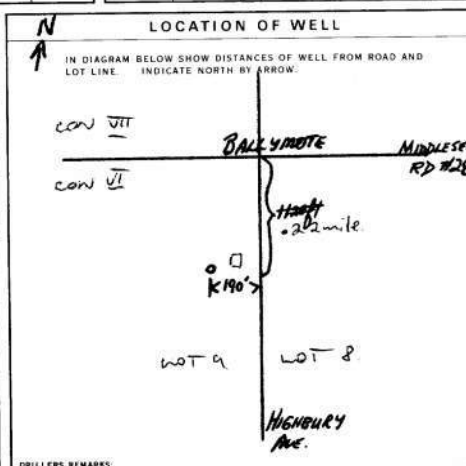 N
LOCATION OF WELL
IN DIAGRAM BELOW SHOW DISTANCES OF WELL FROM ROAD AND
LOT LINE. INDICATE NORTH BY ARROW.
CON VII
BALLYMOTE
MIDDLESE
RD #28
CON VI
.22 mile.
190'
LOT 9
LOT 8
HIGHBURY
AVE.
DRILLERS REMARKS: